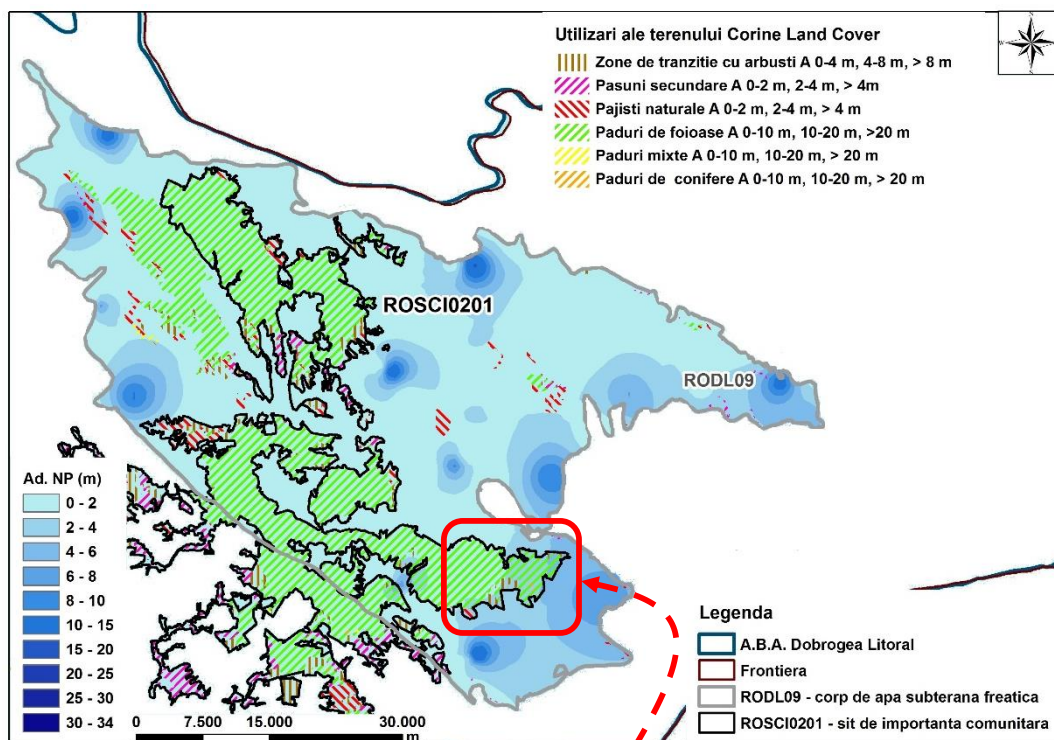 Utilizari ale terenului Corine Land Cover
Zone de tranzitie cu arbusti A 0-4 m, 4-8 m, > 8 m
Pasuni secundare A 0-2 m, 2-4 m, > 4m
Pajisti naturale A 0-2 m, 2-4 m, > 4 m
Paduri de foioase A 0-10 m, 10-20 m, >20 m
Paduri mixte A 0-10 m, 10-20 m, > 20 m
Paduri de conifere A 0-10 m, 10-20 m, > 20 m
ROSCI0201
RODL09
Ad. NP (m)
0 - 2
2 - 4
4 - 6
6 - 8
8 - 10
10 - 15
15 - 20
20 - 25
25 - 30
30 - 34
0 7.500 15.000 30.000
m
Legenda
A.B.A. Dobrogea Litoral
Frontiera
RODL09 - corp de apa subterana freatica
ROSCI0201 - sit de importanta comunitara